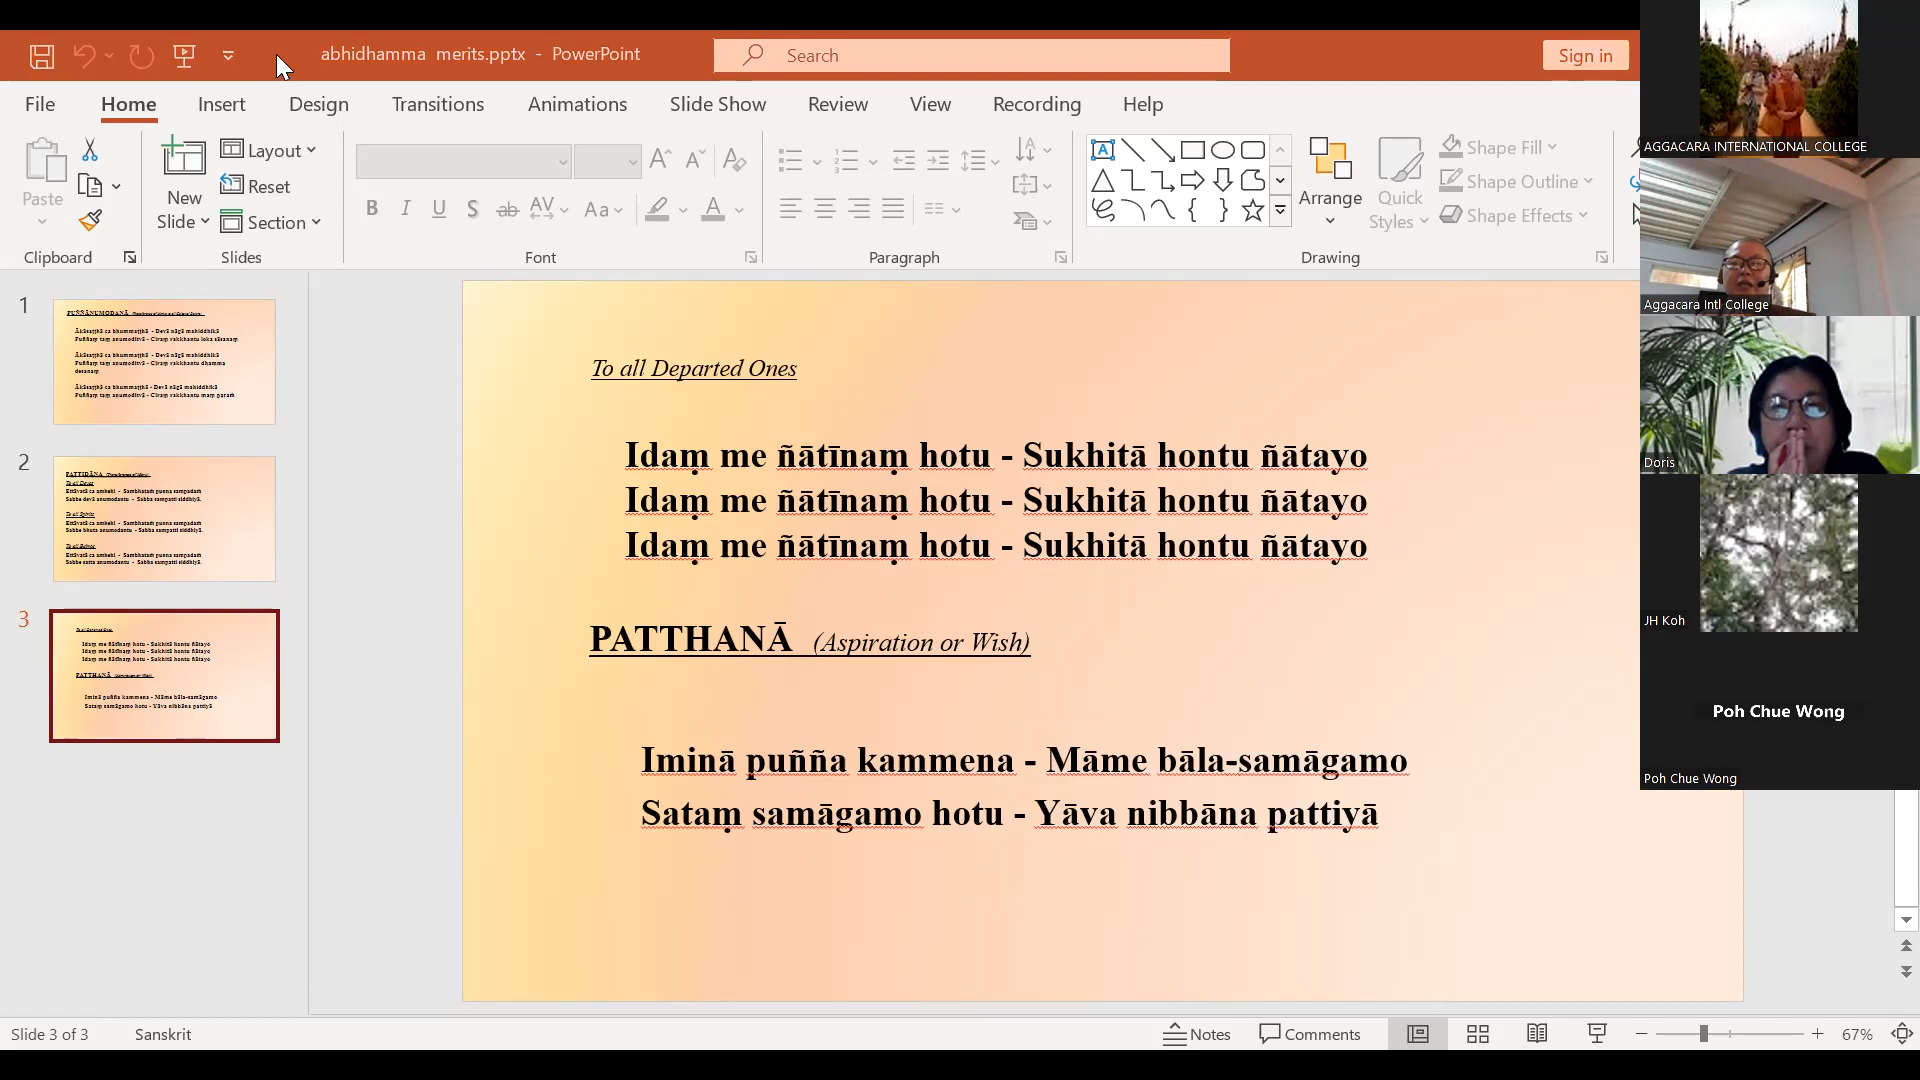 abhidhamma merits.pptx - PowerPoint
Search
Sign in
File Home Insert Design Transitions Animations Slide Show Review View Recording Help
Paste
Clipboard
New Slide
Layout
Reset
Section
Slides
Font
Paragraph
Arrange
Quick Styles
Shape Fill
Shape Outline
Shape Effects
Drawing
1
2
3
To all Departed Ones
Idaṃ me ñātīnaṃ hotu - Sukhitā hontu ñātayo
Idaṃ me ñātīnaṃ hotu - Sukhitā hontu ñātayo
Idaṃ me ñātīnaṃ hotu - Sukhitā hontu ñātayo
PATTHANĀ (Aspiration or Wish)
Iminā puñña kammena - Māme bāla-samāgamo
Sataṃ samāgamo hotu - Yāva nibbāna pattiyā
AGGACARA INTERNATIONAL COLLEGE
Aggacara Intl College
Doris
JH Koh
Poh Chue Wong
Poh Chue Wong
Slide 3 of 3 Sanskrit
Notes Comments
67%